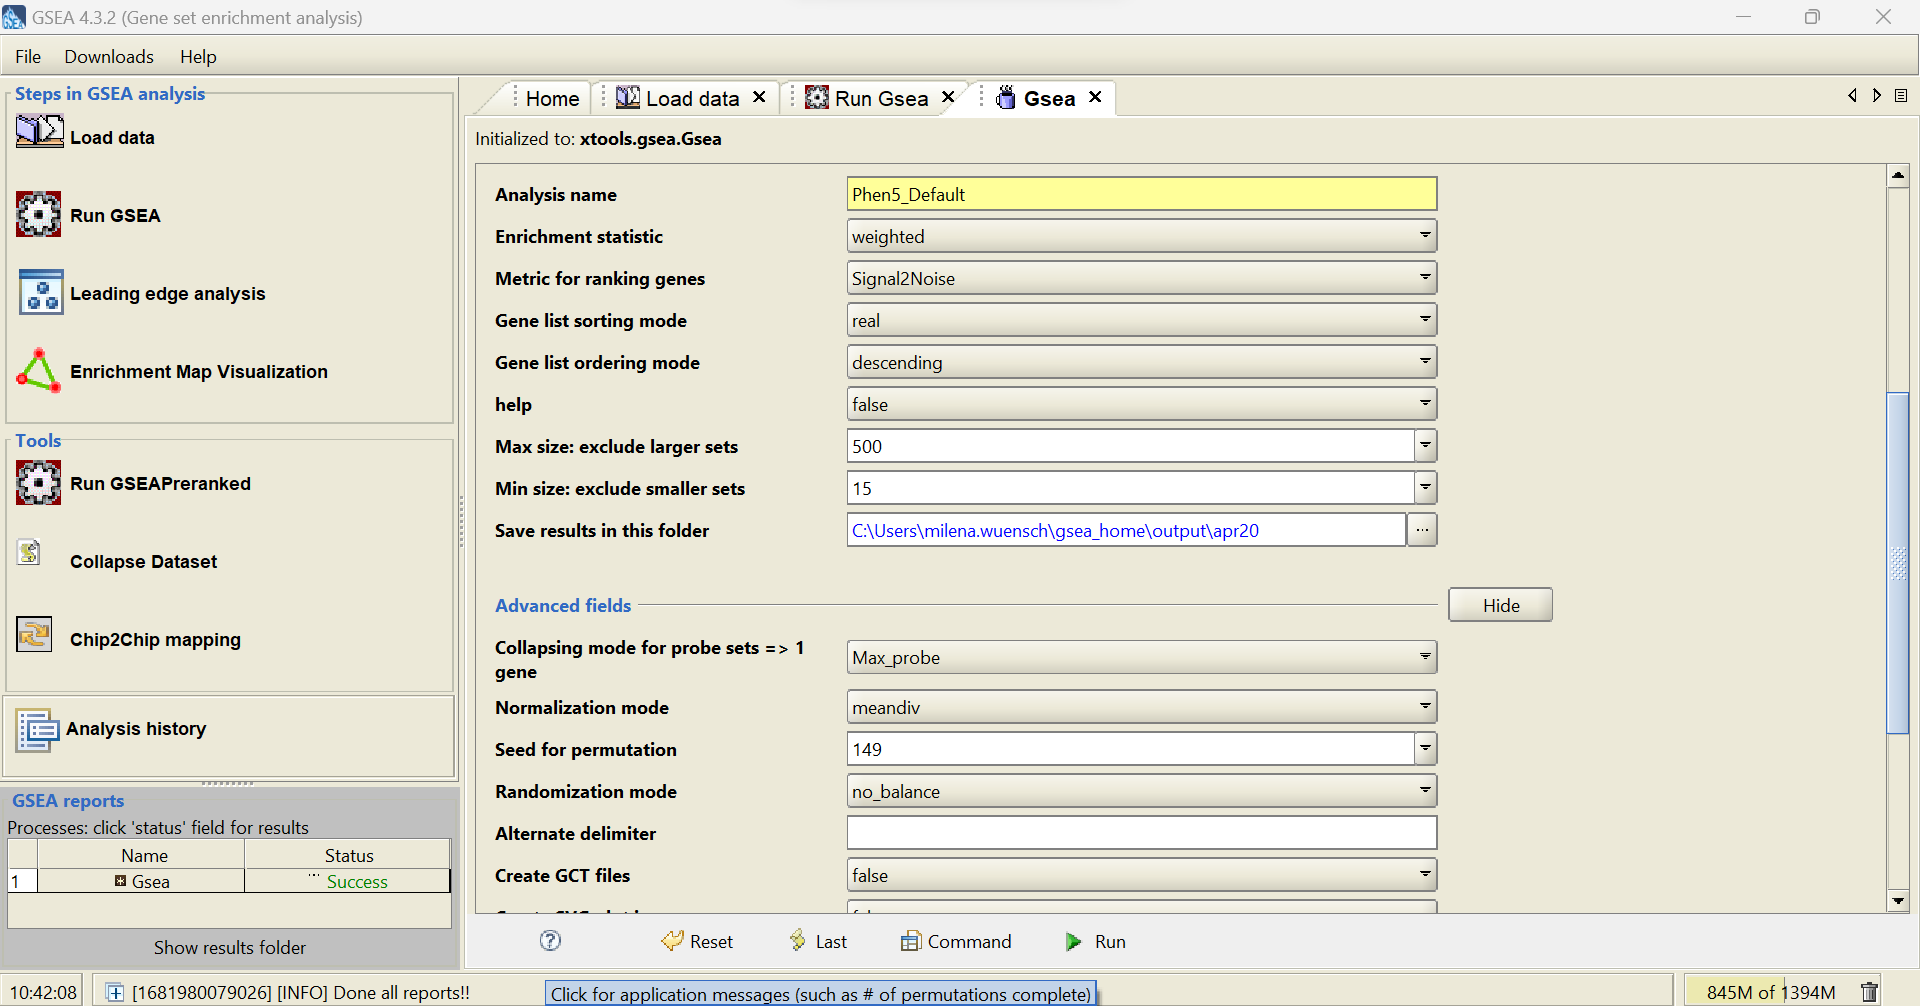 GSEA 4.3.2 (Gene set enrichment analysis)
File Downloads Help
Steps in GSEA analysis
Load data
Run GSEA
Leading edge analysis
Enrichment Map Visualization
Tools
Run GSEAPreranked
Collapse Dataset
Chip2Chip mapping
Analysis history
GSEA reports
Processes: click 'status' field for results
Name Status
1 Gsea ... Success
Show results folder
Home Load data Run Gsea Gsea
Initialized to: xtools.gsea.Gsea
Analysis name Phen5_Default
Enrichment statistic weighted
Metric for ranking genes Signal2Noise
Gene list sorting mode real
Gene list ordering mode descending
help false
Max size: exclude larger sets 500
Min size: exclude smaller sets 15
Save results in this folder C:\Users\milena.wuensch\gsea_home\output\apr20 ...
Advanced fields Hide
Collapsing mode for probe sets => 1
gene Max_probe
Normalization mode meandiv
Seed for permutation 149
Randomization mode no_balance
Alternate delimiter
Create GCT files false
Reset Last Command Run
10:42:08 [1681980079026] [INFO] Done all reports!! Click for application messages (such as # of permutations complete) 845M of 1394M